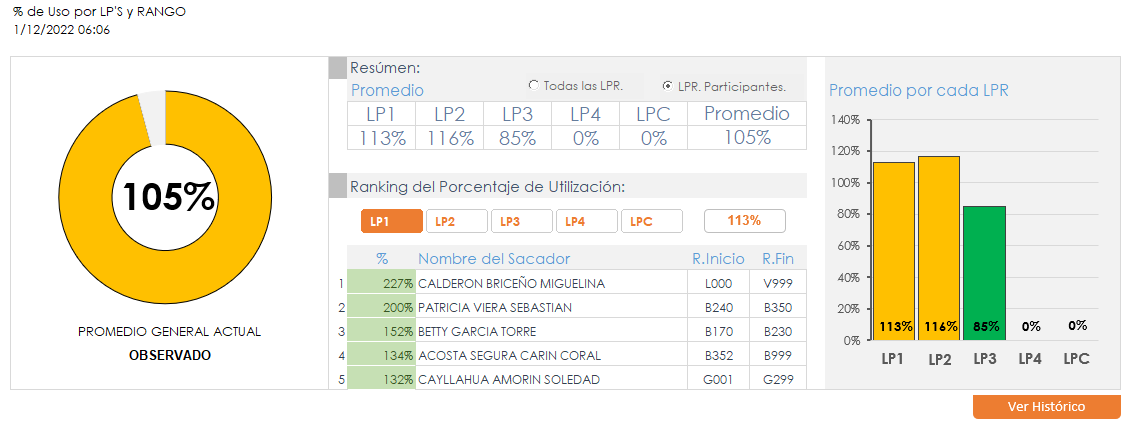 % de Uso por LP'S y RANGO
1/12/2022 06:06
105%
PROMEDIO GENERAL ACTUAL
OBSERVADO
Resúmen:
Promedio
Todas las LPR.
LPR. Participantes.
LP1 LP2 LP3 LP4 LPC Promedio
113% 116% 85% 0% 0% 105%
Ranking del Porcentaje de Utilización:
LP1 LP2 LP3 LP4 LPC 113%
% Nombre del Sacador R.Inicio R.Fin
1 227% CALDERON BRICEÑO MIGUELINA L000 V999
2 200% PATRICIA VIERA SEBASTIAN B240 B350
3 152% BETTY GARCIA TORRE B170 B230
4 134% ACOSTA SEGURA CARIN CORAL B352 B999
5 132% CAYLLAHUA AMORIN SOLEDAD G001 G299
Promedio por cada LPR
140%
120%
100%
80%
60%
40%
20%
0%
113% 116% 85% 0% 0%
LP1 LP2 LP3 LP4 LPC
Ver Histórico